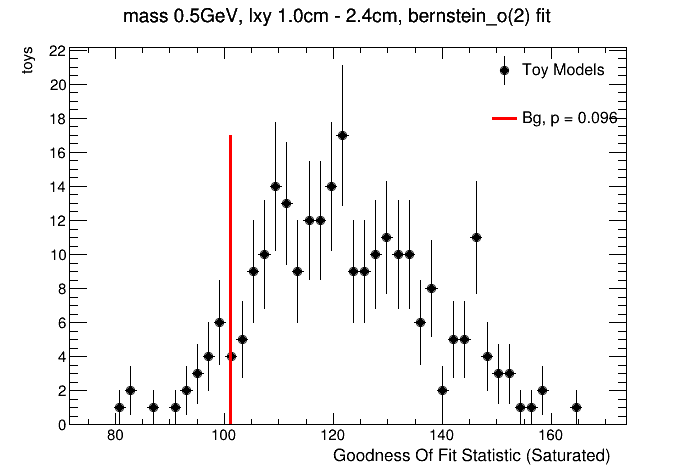 mass 0.5GeV, lxy 1.0cm - 2.4cm, bernstein_o(2) fit
toys
22
20
18
16
14
12
10
8
6
4
2
0
Toy Models
Bg, p = 0.096
80 100 120 140 160
Goodness Of Fit Statistic (Saturated)